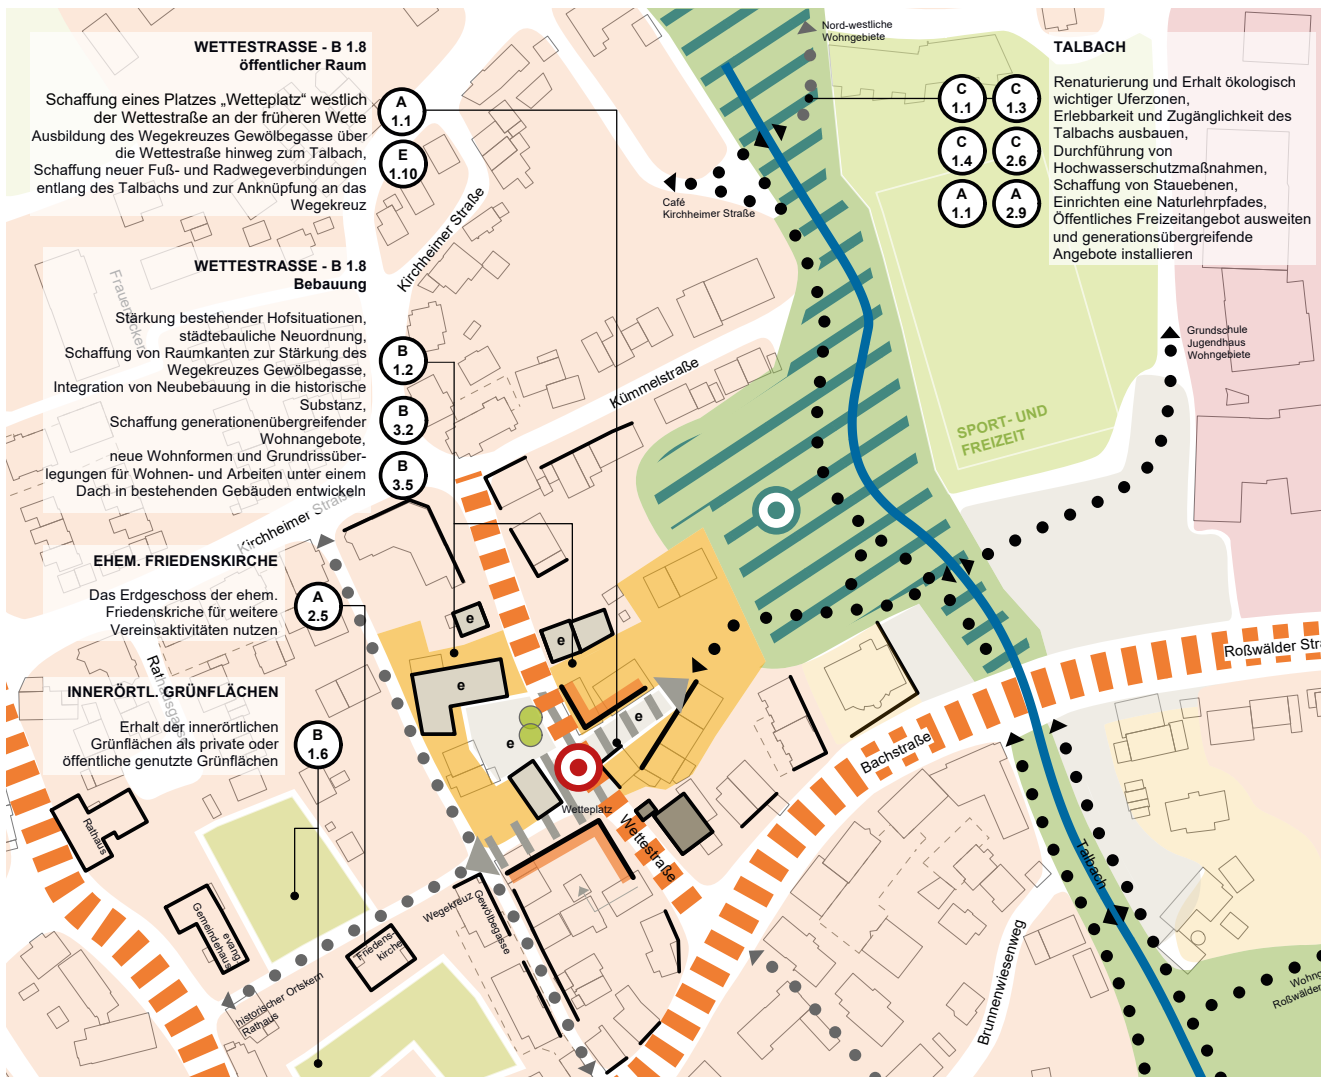 WETTESTRASSE - B 1.8
öffentlicher Raum
Schaffung eines Platzes „Wetteplatz" westlich
der Wettestraße an der früheren Wette
Ausbildung des Wegekreuzes Gewölbegasse über
die Wettestraße hinweg zum Talbach,
Schaffung neuer Fuß- und Radwegeverbindungen
entlang des Talbachs und zur Anknüpfung an das
Wegekreuz
A
1.1
E
1.10
WETTESTRASSE - B 1.8
Bebauung
Stärkung bestehender Hofsituationen,
städtebauliche Neuordnung,
Schaffung von Raumkanten zur Stärkung des
Wegekreuzes Gewölbegasse,
Integration von Neubebauung in die historische
Substanz,
Schaffung generationenübergreifender
Wohnangebote,
neue Wohnformen und Grundrissüber-
legungen für Wohnen- und Arbeiten unter einem
Dach in bestehenden Gebäuden entwickeln
B
1.2
B
3.2
B
3.5
EHEM. FRIEDENSKIRCHE
Das Erdgeschoss der ehem.
Friedenskriche für weitere
Vereinsaktivitäten nutzen
A
2.5
INNERÖRTL. GRÜNFLÄCHEN
Erhalt der innerörtlichen
Grünflächen als private oder
öffentliche genutzte Grünflächen
B
1.6
TALBACH
Renaturierung und Erhalt ökologisch
wichtiger Uferzonen,
Erlebbarkeit und Zugänglichkeit des
Talbachs ausbauen,
Durchführung von
Hochwasserschutzmaßnahmen,
Schaffung von Stauebenen,
Einrichten eine Naturlehrpfades,
Öffentliches Freizeitangebot ausweiten
und generationsübergreifende
Angebote installieren
C
1.1
C
1.3
C
1.4
C
2.6
A
1.1
A
2.9
Nord-westliche
Wohngebiete
Café
Kirchheimer Straße
Kirchheimer Straße
Kümmelstraße
Kirchheimer Straße
Rathausgasse
SPORT- UND
FREIZEIT
Grundschule
Jugendhaus
Wohngebiete
Roßwälder Stra
Bachstraße
Wettestraße
Wetteplatz
e
e
e
e
e
Talbach
Brunnenwiesenweg
Wohng
Roßwälder
Rathaus
evang
Gemeindehaus
Friedens-
kirche
Wegekreuz
Gewölbegasse
historischer Ortskern
Rathaus